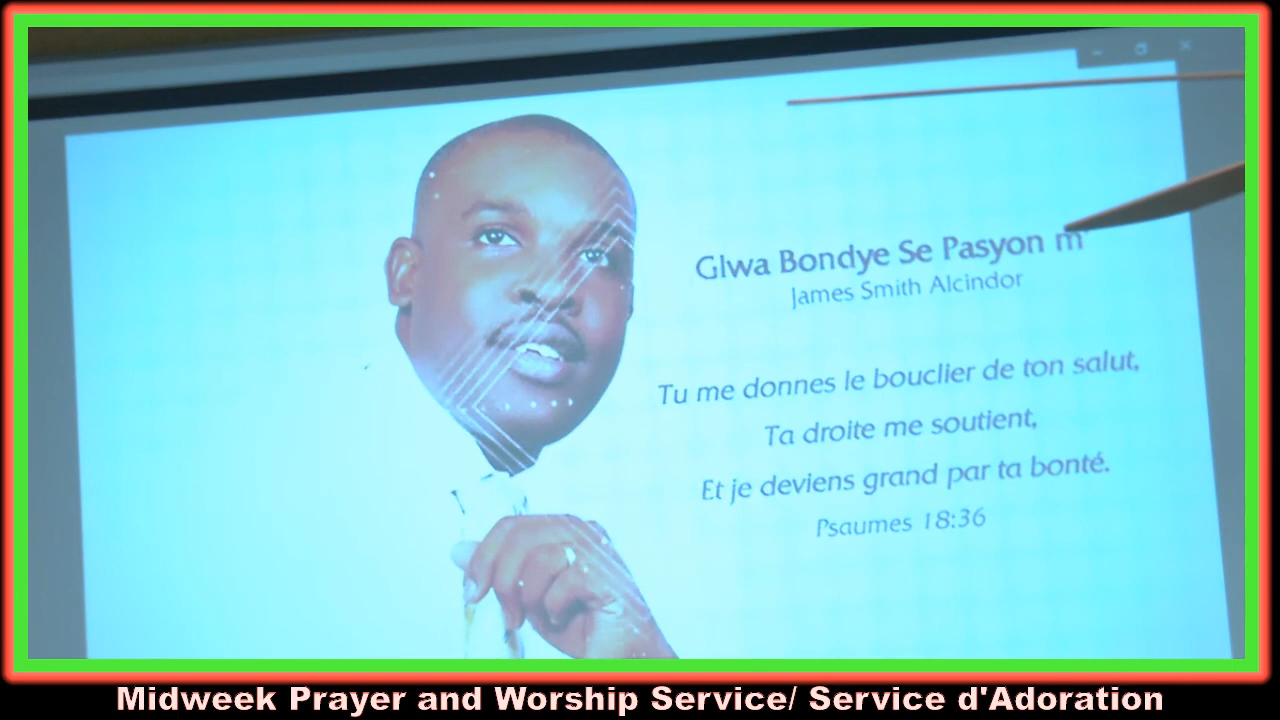 Glwa Bondye Se Pasyon m
James Smith Alcindor
Tu me donnes le bouclier de ton salut,
Ta droite me soutient,
Et je deviens grand par ta bonté.
Psaumes 18:36
Midweek Prayer and Worship Service/ Service d'Adoration